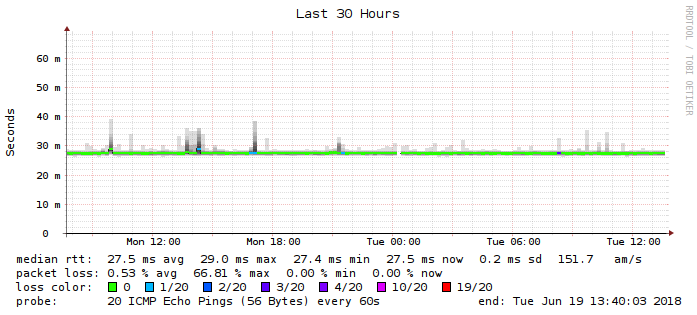 Last 30 Hours
RRDTOOL / TOBI OETIKER
Seconds
60 m
50 m
40 m
30 m
20 m
10 m
0
Mon 12:00 Mon 18:00 Tue 00:00 Tue 06:00 Tue 12:00
median rtt: 27.5 ms avg 29.0 ms max 27.4 ms min 27.5 ms now 0.2 ms sd 151.7 am/s
packet loss: 0.53 % avg 66.81 % max 0.00 % min 0.00 % now
loss color: 0 1/20 2/20 3/20 4/20 10/20 19/20
probe: 20 ICMP Echo Pings (56 Bytes) every 60s end: Tue Jun 19 13:40:03 2018